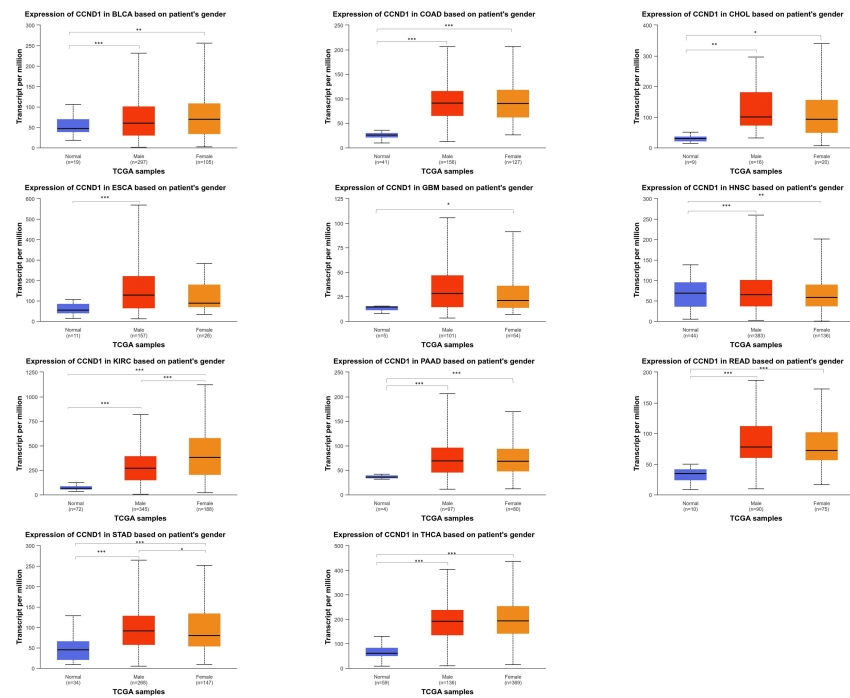 Expression of CCND1 in BLCA based on patient's gender
Transcript per million
300
250
200
150
100
50
0
**
***
Normal
(n=19)
Male
(n=297)
Female
(n=105)
TCGA samples
Expression of CCND1 in COAD based on patient's gender
Transcript per million
250
200
150
100
50
0
***
***
Normal
(n=41)
Male
(n=156)
Female
(n=127)
TCGA samples
Expression of CCND1 in CHOL based on patient's gender
Transcript per million
400
300
200
100
0
*
**
Normal
(n=9)
Male
(n=16)
Female
(n=20)
TCGA samples
Expression of CCND1 in ESCA based on patient's gender
Transcript per million
600
500
400
300
200
100
0
***
Normal
(n=11)
Male
(n=157)
Female
(n=26)
TCGA samples
Expression of CCND1 in GBM based on patient's gender
Transcript per million
125
100
75
50
25
0
*
Normal
(n=5)
Male
(n=101)
Female
(n=54)
TCGA samples
Expression of CCND1 in HNSC based on patient's gender
Transcript per million
300
250
200
150
100
50
0
**
***
Normal
(n=44)
Male
(n=383)
Female
(n=136)
TCGA samples
Expression of CCND1 in KIRC based on patient's gender
Transcript per million
1250
1000
750
500
250
0
***
***
***
Normal
(n=72)
Male
(n=345)
Female
(n=188)
TCGA samples
Expression of CCND1 in PAAD based on patient's gender
Transcript per million
250
200
150
100
50
0
***
***
Normal
(n=4)
Male
(n=97)
Female
(n=80)
TCGA samples
Expression of CCND1 in READ based on patient's gender
Transcript per million
200
150
100
50
0
***
***
Normal
(n=10)
Male
(n=90)
Female
(n=75)
TCGA samples
Expression of CCND1 in STAD based on patient's gender
Transcript per million
300
250
200
150
100
50
0
***
***
*
Normal
(n=34)
Male
(n=268)
Female
(n=147)
TCGA samples
Expression of CCND1 in THCA based on patient's gender
Transcript per million
500
400
300
200
100
0
***
***
Normal
(n=59)
Male
(n=136)
Female
(n=369)
TCGA samples